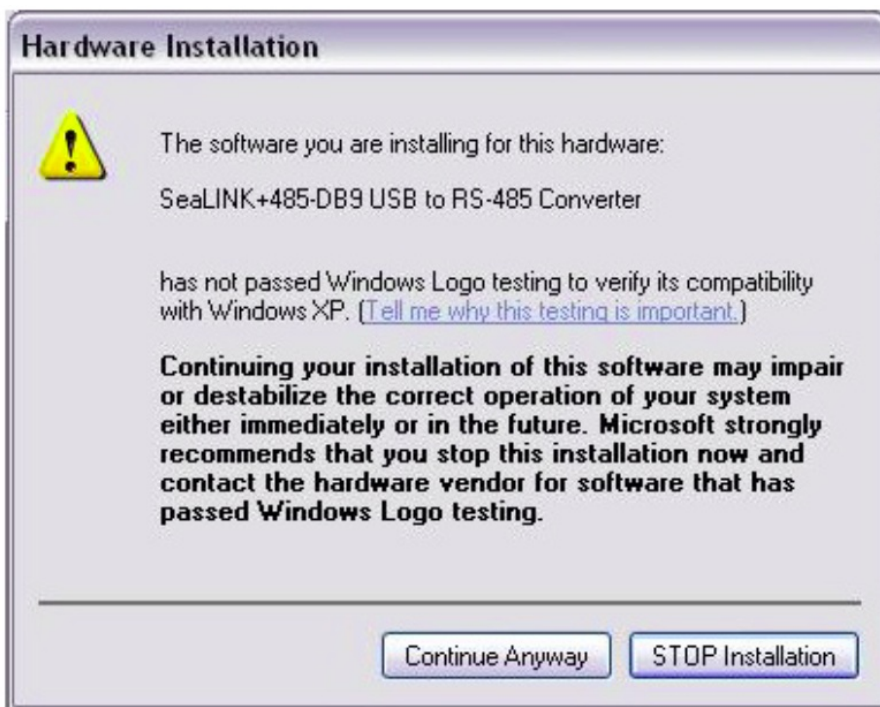 Hardware Installation
The software you are installing for this hardware:
SeaLINK+485-DB9 USB to RS-485 Converter
has not passed Windows Logo testing to verify its compatibility
with Windows XP. (Tell me why this testing is important.)
Continuing your installation of this software may impair
or destabilize the correct operation of your system
either immediately or in the future. Microsoft strongly
recommends that you stop this installation now and
contact the hardware vendor for software that has
passed Windows Logo testing.
Continue Anyway
STOP Installation